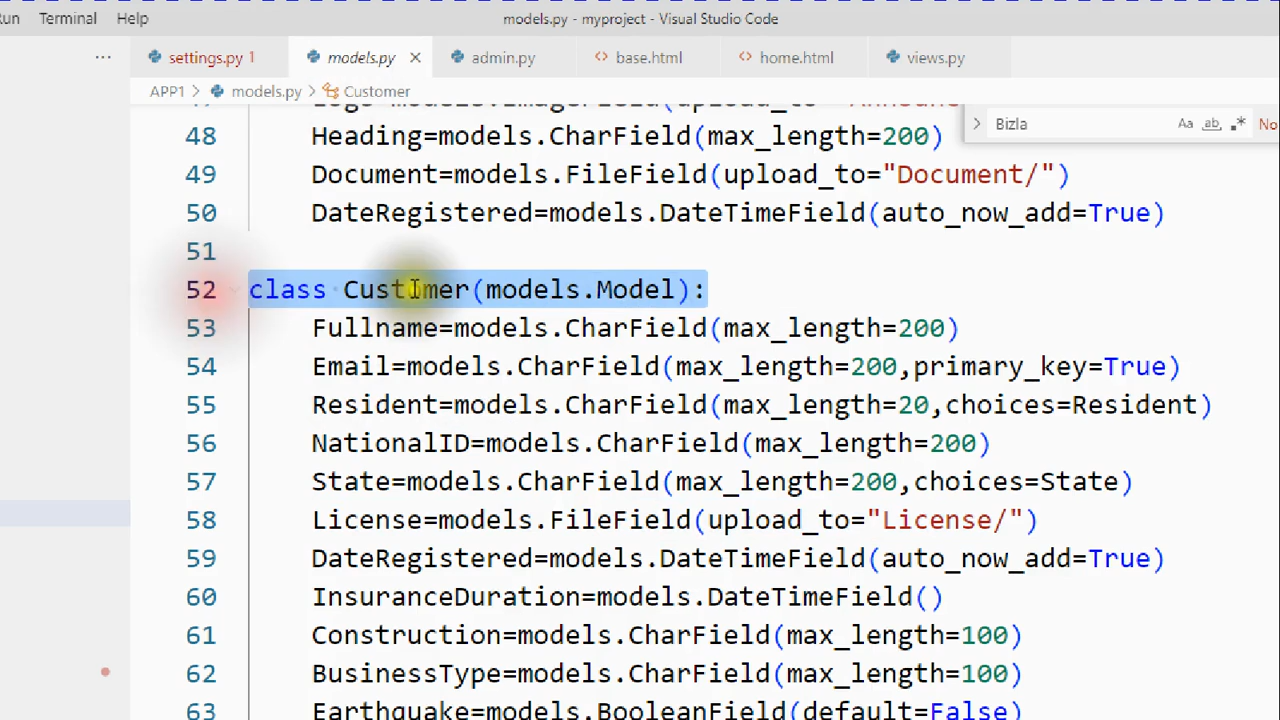 Run Terminal Help models.py - myproject - Visual Studio Code
··· settings.py 1 models.py admin.py base.html home.html views.py
APP1 > models.py > Customer
48 Heading=models.CharField(max_length=200)
Bizla Aa ab .* No
49 Document=models.FileField(upload_to="Document/")
50 DateRegistered=models.DateTimeField(auto_now_add=True)
51
52 class Customer(models.Model):
53 Fullname=models.CharField(max_length=200)
54 Email=models.CharField(max_length=200,primary_key=True)
55 Resident=models.CharField(max_length=20,choices=Resident)
56 NationalID=models.CharField(max_length=200)
57 State=models.CharField(max_length=200,choices=State)
58 License=models.FileField(upload_to="License/")
59 DateRegistered=models.DateTimeField(auto_now_add=True)
60 InsuranceDuration=models.DateTimeField()
61 Construction=models.CharField(max_length=100)
62 BusinessType=models.CharField(max_length=100)
63 Earthquake=models.BooleanField(default=False)